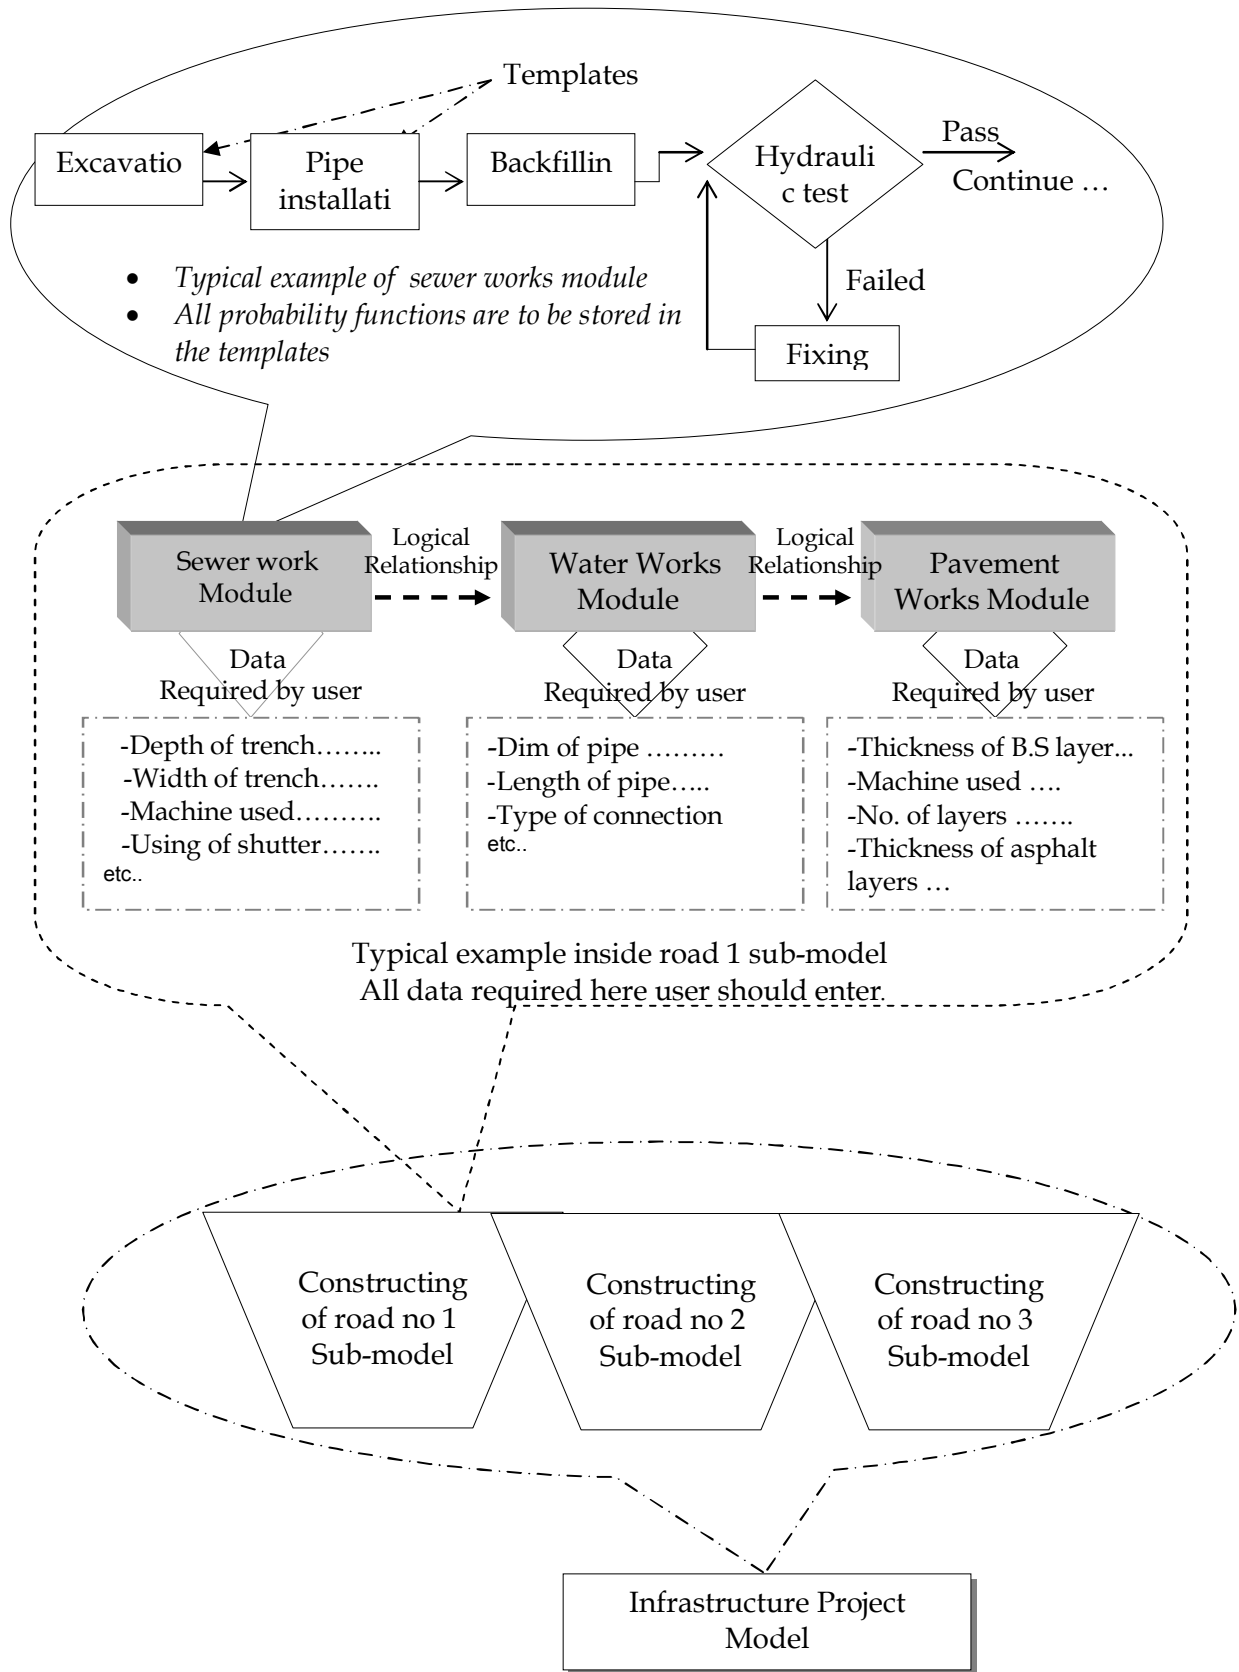 Templates
Excavatio
Pipe
installati
Backfillin
Hydrauli
c test
Pass
Continue …
Failed
Fixing
• Typical example of sewer works module
• All probability functions are to be stored in
the templates
Sewer work
Module
Logical
Relationship
Water Works
Module
Logical
Relationship
Pavement
Works Module
Data
Required by user
Data
Required by user
Data
Required by user
-Depth of trench……..
-Width of trench…….
-Machine used……….
-Using of shutter…….
etc..
-Dim of pipe ………
-Length of pipe…..
-Type of connection
etc..
-Thickness of B.S layer...
-Machine used ….
-No. of layers …….
-Thickness of asphalt
layers …
Typical example inside road 1 sub-model
All data required here user should enter.
Constructing
of road no 1
Sub-model
Constructing
of road no 2
Sub-model
Constructing
of road no 3
Sub-model
Infrastructure Project
Model